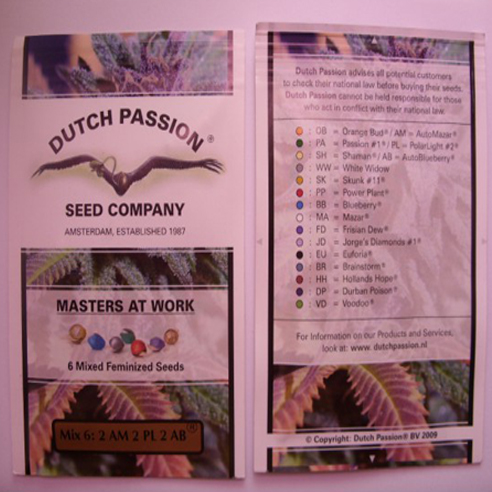 DUTCH PASSION®
SEED COMPANY
AMSTERDAM, ESTABLISHED 1987
MASTERS AT WORK
6 Mixed Feminized Seeds
Mix 6: 2 AM 2 PL 2 AB®
Dutch Passion advises all potential customers
to check their national law before buying their seeds.
Dutch Passion cannot be held responsible for those
who act in conflict with their national law.
: OB = Orange Bud® / AM = AutoMazar®
: PA = Passion #1® / PL = PolarLight #2®
: SH = Shaman® / AB = AutoBlueberry®
: WW = White Widow
: SK = Skunk #11®
: PP = Power Plant®
: BB = Blueberry®
: MA = Mazar®
: FD = Frisian Dew®
: JD = Jorge's Diamonds #1®
: EU = Euforia®
: BR = Brainstorm®
: HH = Hollands Hope®
: DP = Durban Poison®
: VD = Voodoo®
For Information on our Products and Services,
look at: www.dutchpassion.nl
© Copyright: Dutch Passion® BV 2009